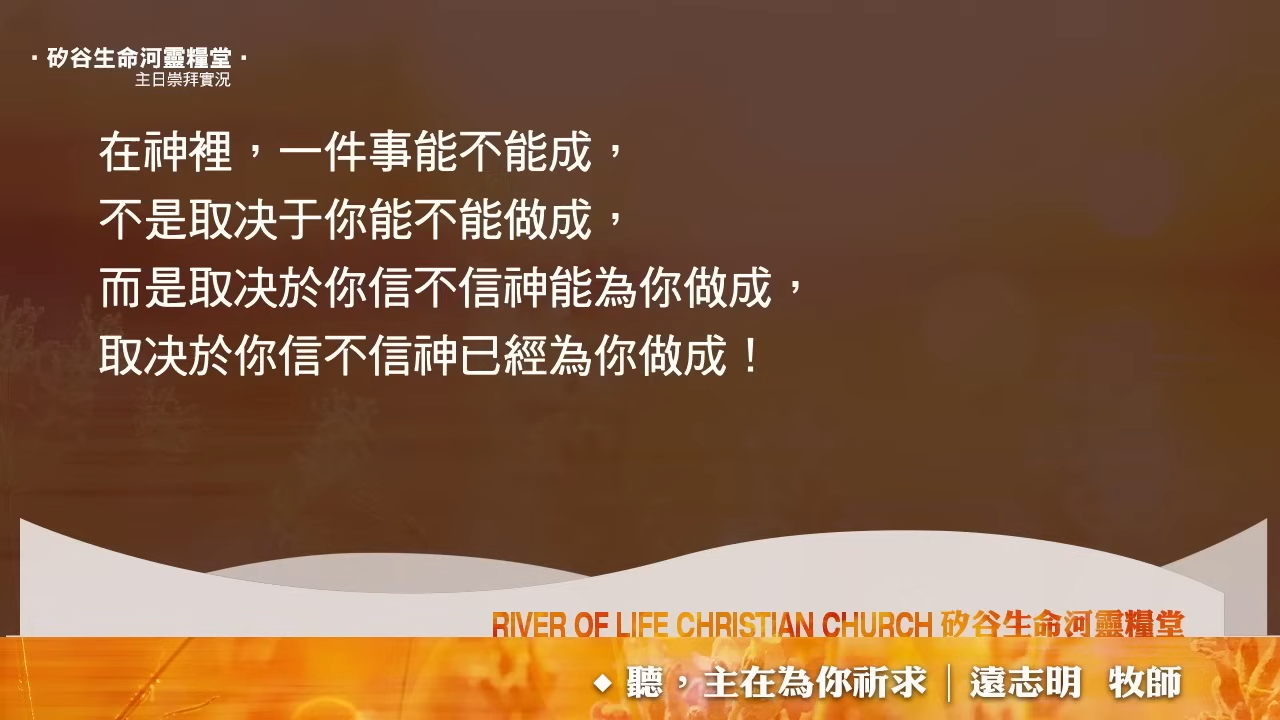 ·矽谷生命河靈糧堂·
主日崇拜實況
在神裡，一件事能不能成，
不是取决于你能不能做成，
而是取决於你信不信神能為你做成，
取决於你信不信神已經為你做成！
RIVER OF LIFE CHRISTIAN CHURCH 矽谷生命河靈糧堂
◆ 聽，主在為你祈求｜遠志明 牧師